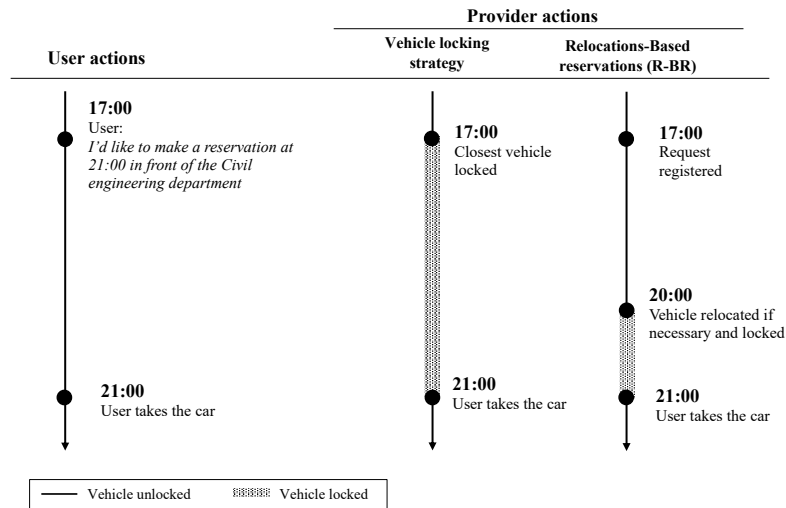 Provider actions
User actions
Vehicle locking
strategy
Relocations-Based
reservations (R-BR)
17:00
User:
I'd like to make a reservation at
21:00 in front of the Civil
engineering department
21:00
User takes the car
17:00
Closest vehicle
locked
21:00
User takes the car
17:00
Request
registered
20:00
Vehicle relocated if
necessary and locked
21:00
User takes the car
Vehicle unlocked
Vehicle locked